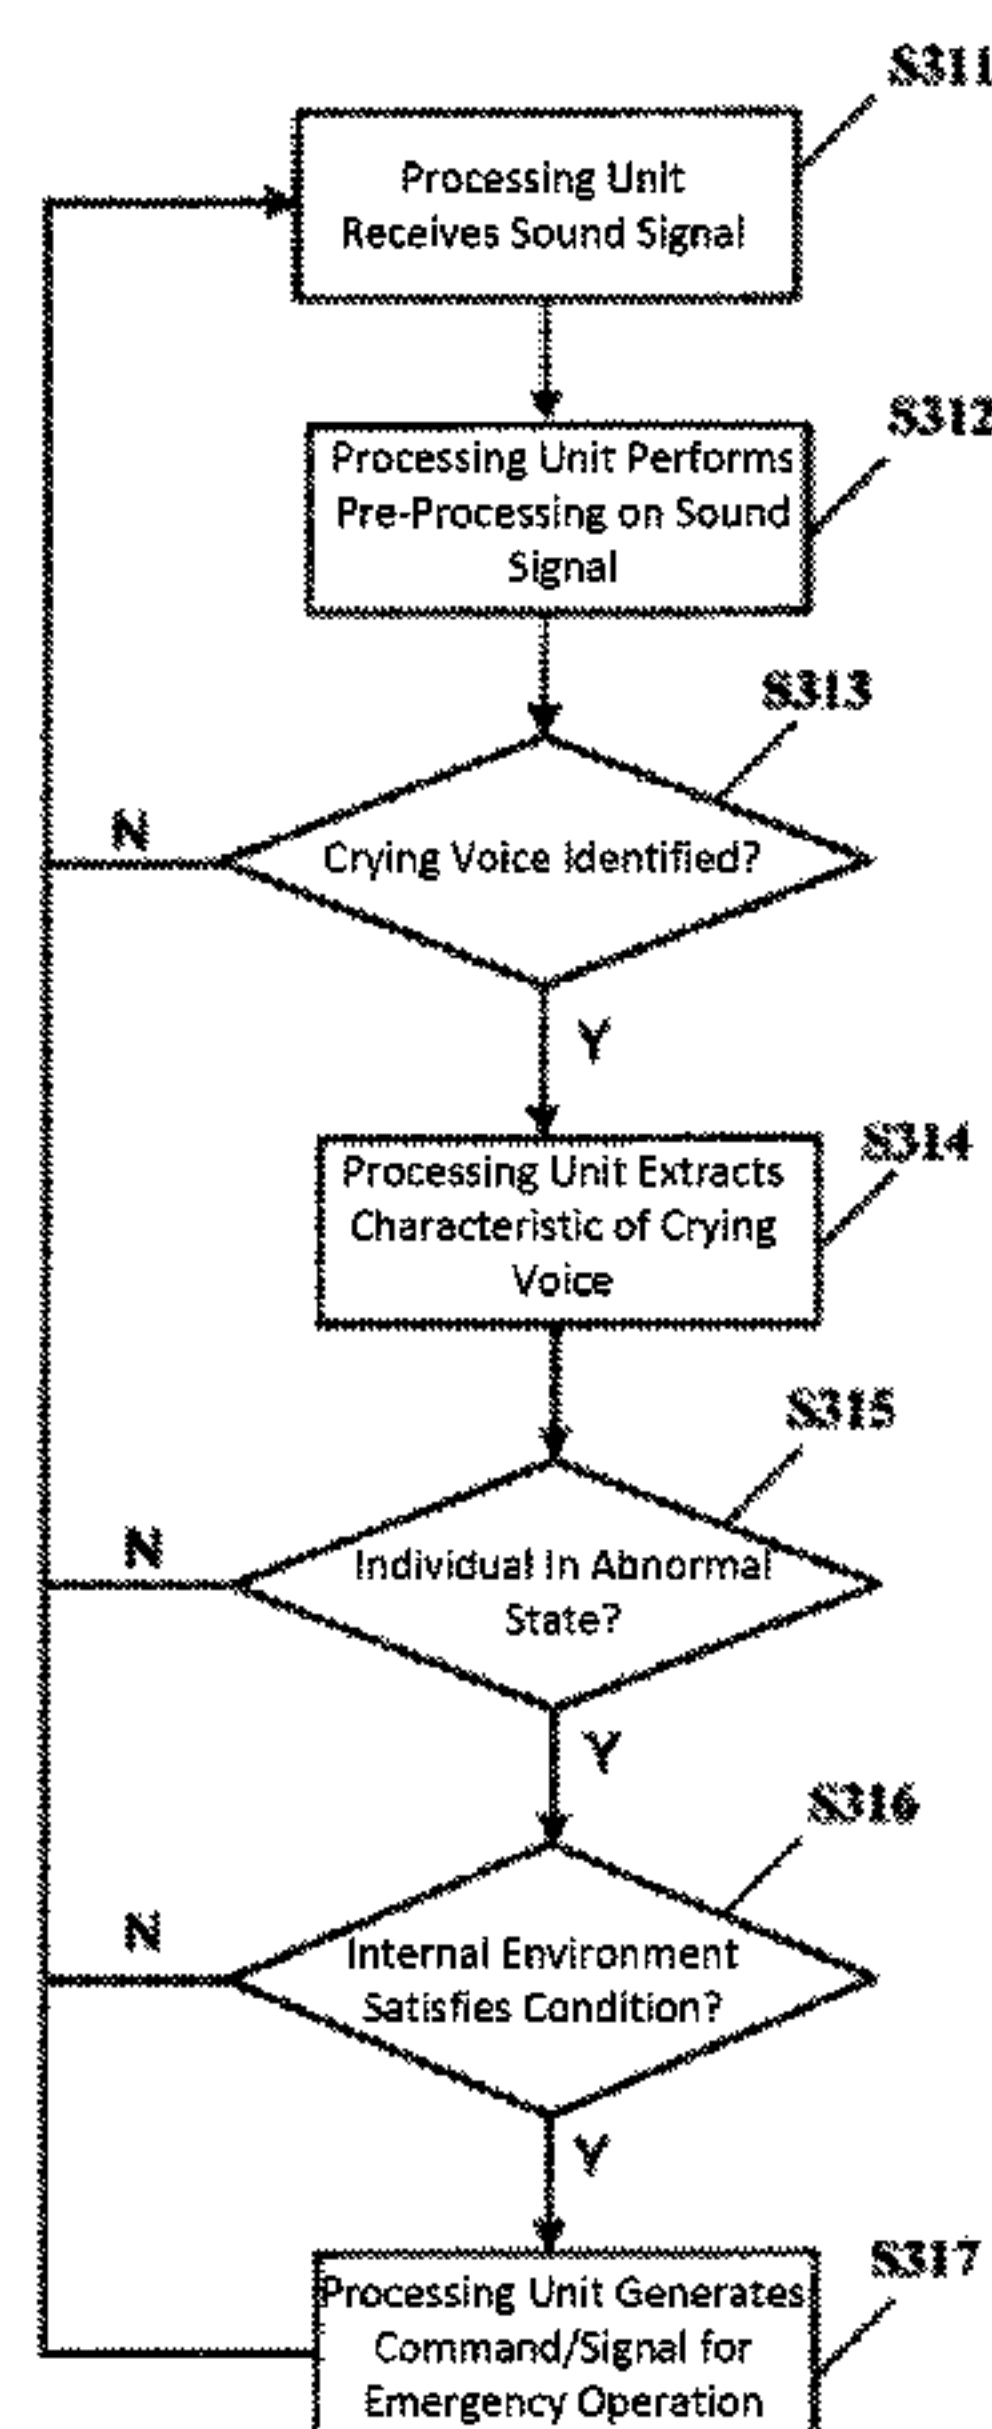 S311
Processing Unit
Receives Sound Signal
S312
Processing Unit Performs
Pre-Processing on Sound
Signal
S313
N
Crying Voice Identified?
Y
S314
Processing Unit Extracts
Characteristic of Crying
Voice
S315
N
Individual In Abnormal
State?
Y
S316
N
Internal Environment
Satisfies Condition?
Y
S317
Processing Unit Generates
Command/Signal for
Emergency Operation